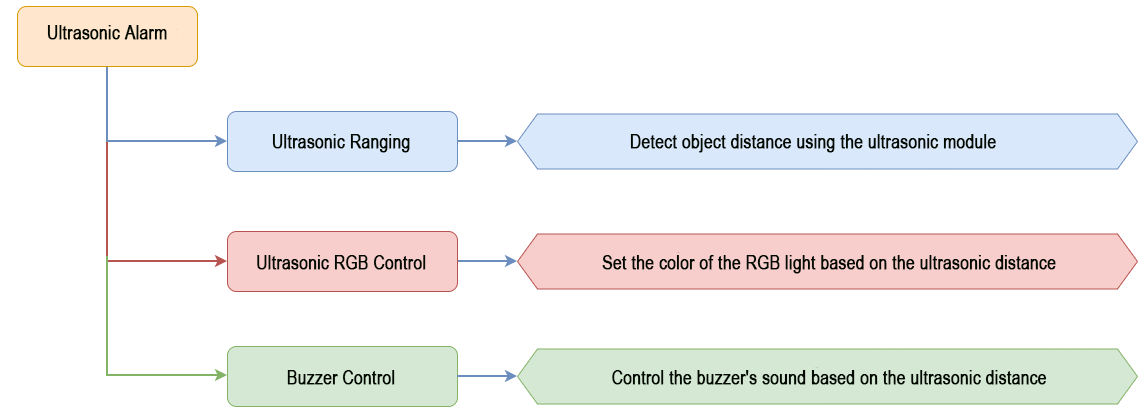 Ultrasonic Alarm
Ultrasonic Ranging
Detect object distance using the ultrasonic module
Ultrasonic RGB Control
Set the color of the RGB light based on the ultrasonic distance
Buzzer Control
Control the buzzer's sound based on the ultrasonic distance